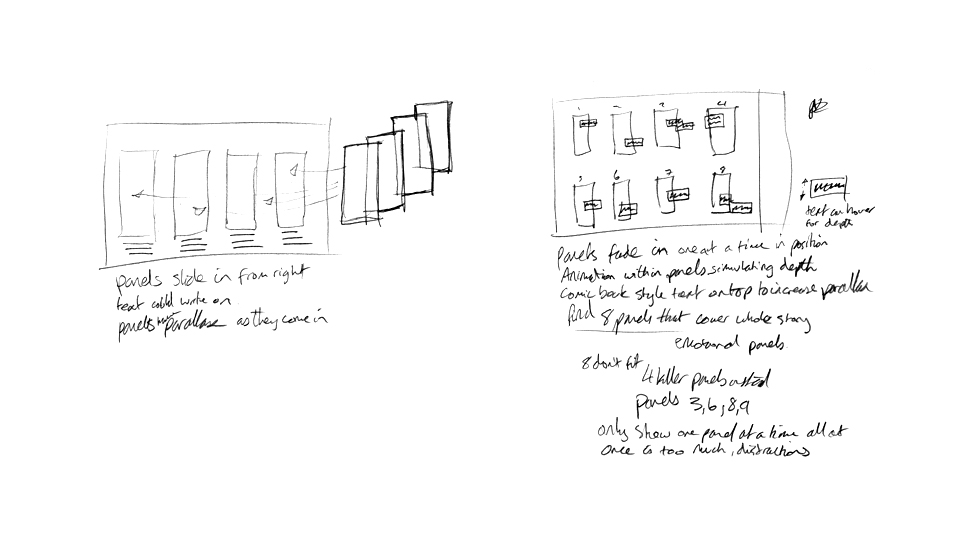 panels slide in from right
text could write on
panels parallax as they come in
1 2 3 4
5 6 7 8
text can hover
for depth
panels fade in one at a time in position
Animation within panels simulating depth
Comic book style text on top to increase parallax
find 8 panels that cover whole story
emotional panels.
8 don't fit
4 killer panels instead
panels 3,6,8,9
only show one panel at a time all at
once is too much, distractions